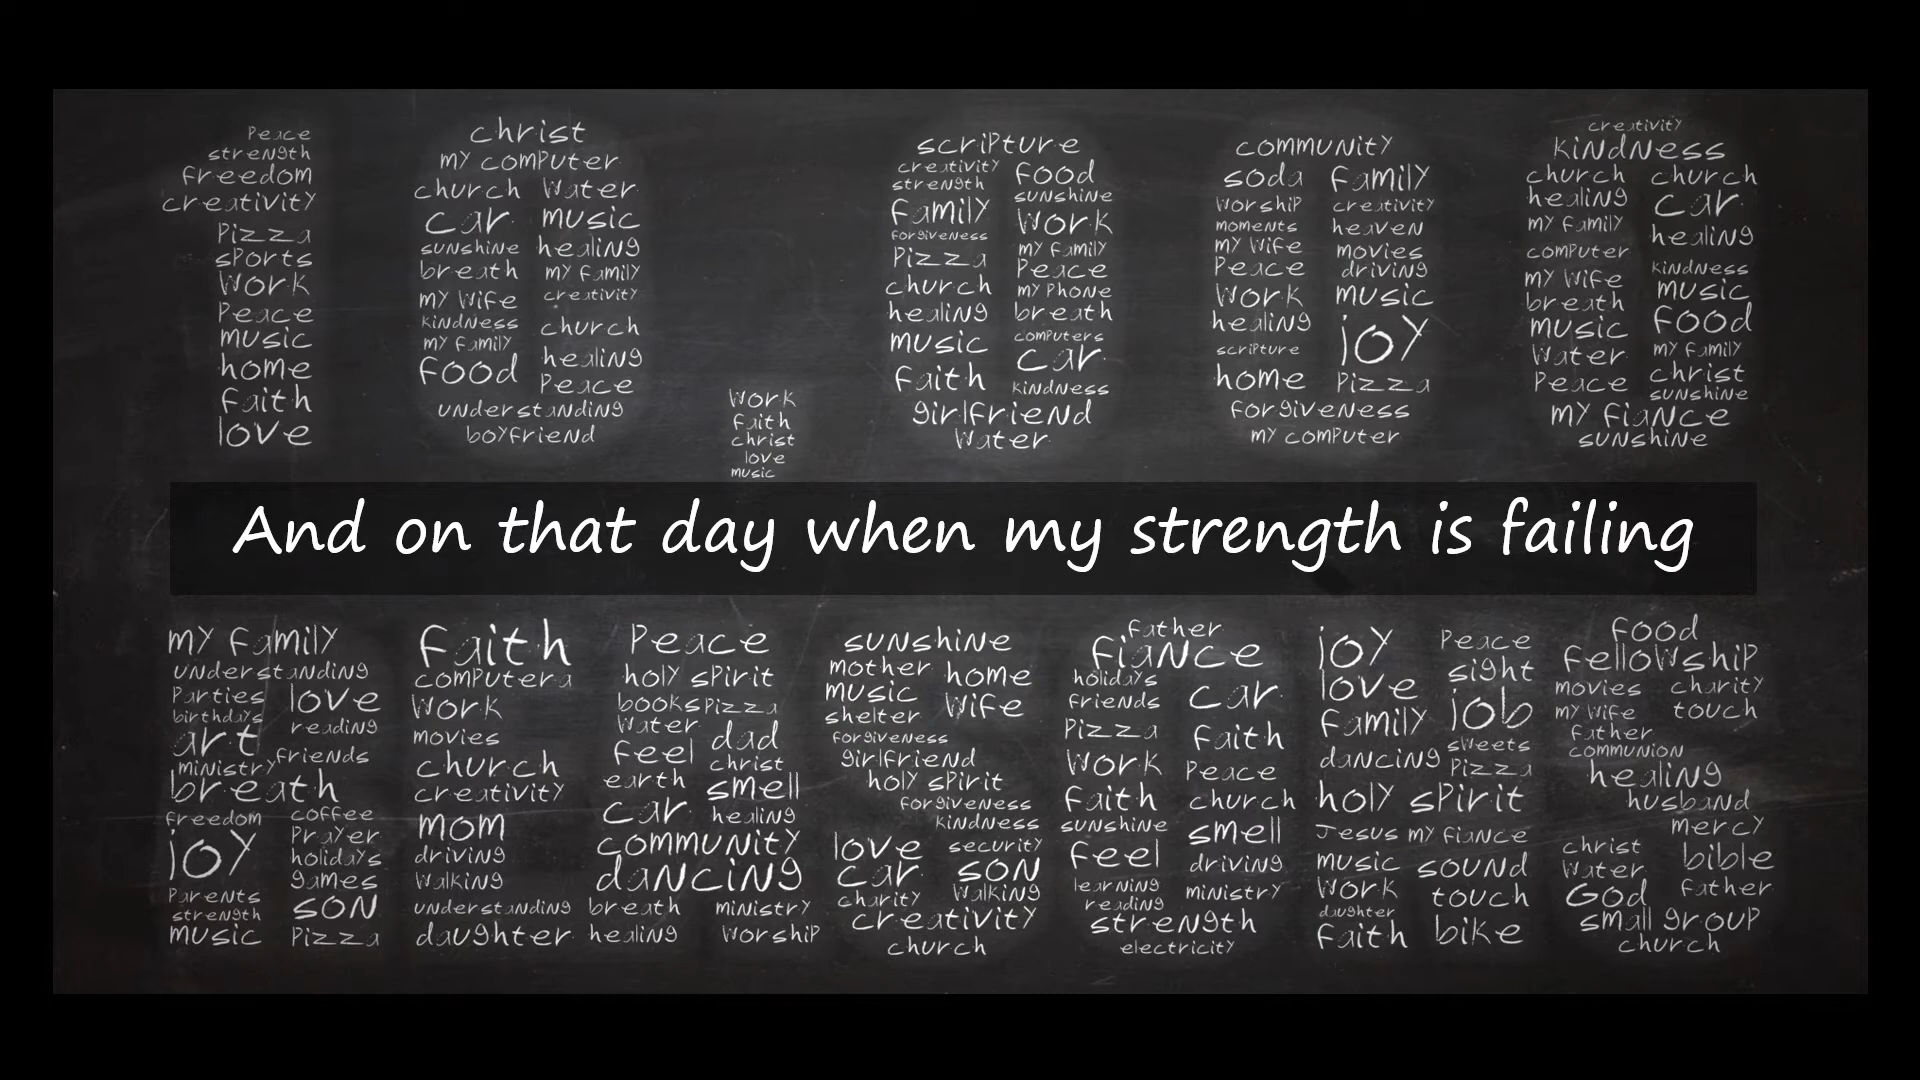 Peace
strength
freedom
creativity
Pizza
sports
Work
Peace
music
home
faith
love
christ
my computer
church Water
car music
sunshine healing
breath my family
my Wife creativity
kindness church
my family healing
food Peace
understanding
boyfriend
Work
faith
christ
love
music
scripture
creativity food
strength sunshine
family Work
forgiveness my family
Pizza Peace
church my Phone
healing breath
music computers
faith car
kindness
girlfriend
Water
community
soda family
Worship creativity
moments heaven
my Wife movies
Peace driving
Work music
healing joy
scripture
home Pizza
forgiveness
my computer
creativity
kindness
church church
healing car
my family healing
computer kindness
my Wife music
breath food
music my family
Water christ
Peace sunshine
my fiance
sunshine
And on that day when my strength is failing
my family
understanding
Parties love
birthdays reading
art friends
ministry
breath
freedom coffee
joy Prayer
holidays
Parents games
strength son
music Pizza
faith
computer a
Work
movies
church
creativity
mom
driving
Walking
understanding
daughter
Peace
holy spirit
books Pizza
Water dad
feel christ
earth smell
car healing
community
dancing
breath ministry
healing Worship
sunshine
mother home
music Wife
shelter
forgiveness
girlfriend
holy spirit
forgiveness
kindness
love security
car son
charity Walking
creativity
church
father
fiance
holidays car
friends
Pizza faith
Work Peace
faith church
sunshine smell
feel driving
learning ministry
reading
strength
electricity
joy Peace
love sight
family job
dancing sweets
Pizza
holy spirit
Jesus my fiance
music sound
Work touch
daughter
faith bike
food
fellowship
movies charity
my Wife touch
father
communion
healing
husband
mercy
christ bible
Water
God father
small group
church